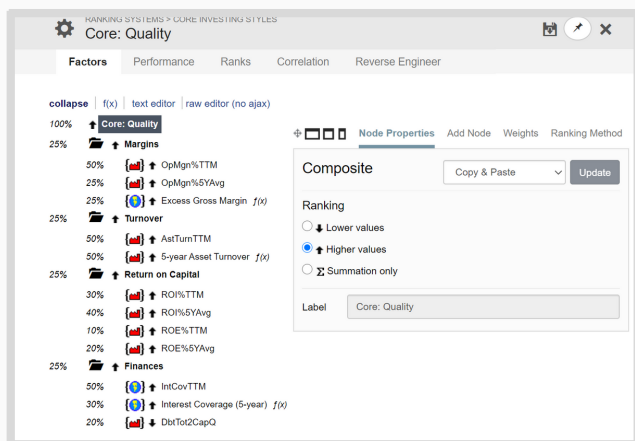 RANKING SYSTEMS > CORE INVESTING STYLES
Core: Quality
Factors Performance Ranks Correlation Reverse Engineer
collapse f(x) text editor raw editor (no ajax)
100% Core: Quality
25% Margins
50% OpMgn%TTM
25% OpMgn%5YAvg
25% Excess Gross Margin f(x)
25% Turnover
50% AstTurnTTM
50% 5-year Asset Turnover f(x)
25% Return on Capital
30% ROI%TTM
40% ROI%5YAvg
10% ROE%TTM
20% ROE%5YAvg
25% Finances
50% IntCovTTM
30% Interest Coverage (5-year) f(x)
20% DbtTot2CapQ
Node Properties Add Node Weights Ranking Method
Composite Copy & Paste Update
Ranking
Lower values
Higher values
Σ Summation only
Label Core: Quality